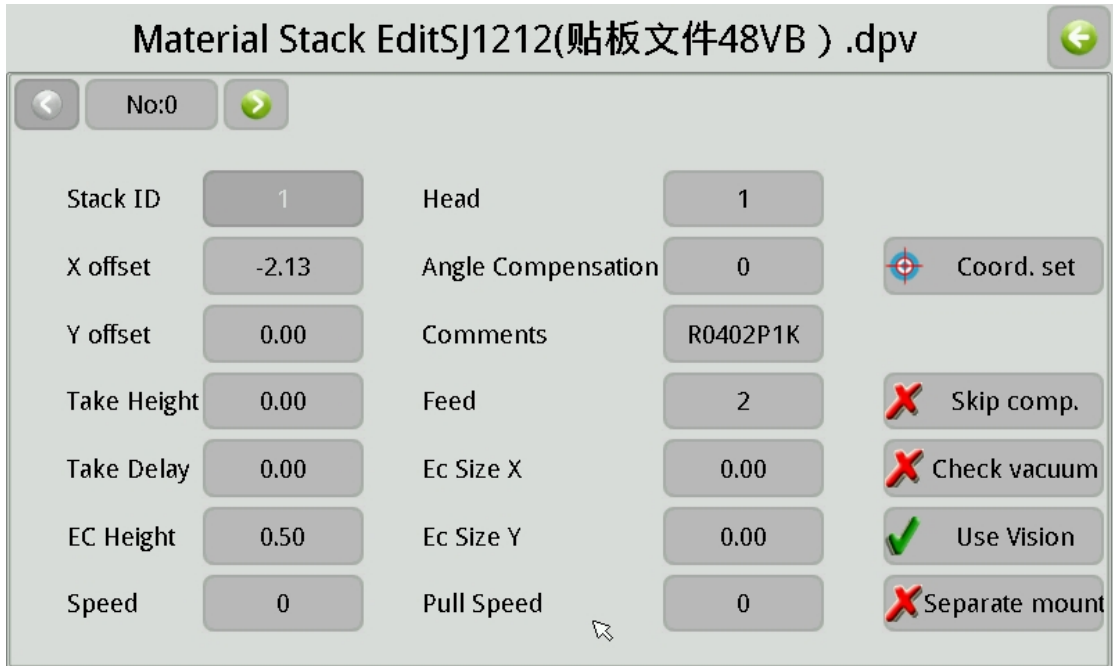 Material Stack EditSJ1212(贴板文件48VB ) .dpv
No:0
Stack ID 1 Head 1
X offset -2.13 Angle Compensation 0 Coord. set
Y offset 0.00 Comments R0402P1K
Take Height 0.00 Feed 2 Skip comp.
Take Delay 0.00 Ec Size X 0.00 Check vacuum
EC Height 0.50 Ec Size Y 0.00 Use Vision
Speed 0 Pull Speed 0 Separate mount